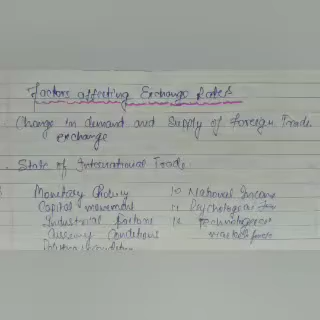 Factors affecting Exchange Rates
Change in demand and Supply of foreign Trade
exchange
State of International Trade
Monetary Policy 10 National Income
Capital movement 11 Psychological
Industrial factors 12 Technological
Currency Conditions